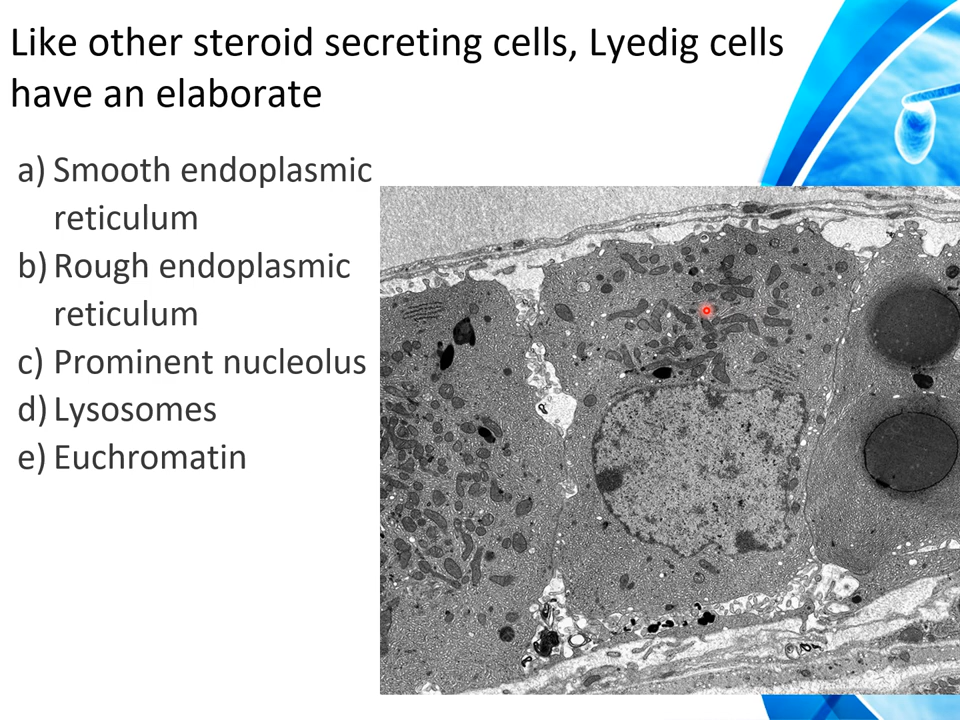 Like other steroid secreting cells, Lyedig cells
have an elaborate
a) Smooth endoplasmic
reticulum
b) Rough endoplasmic
reticulum
c) Prominent nucleolus
d) Lysosomes
e) Euchromatin